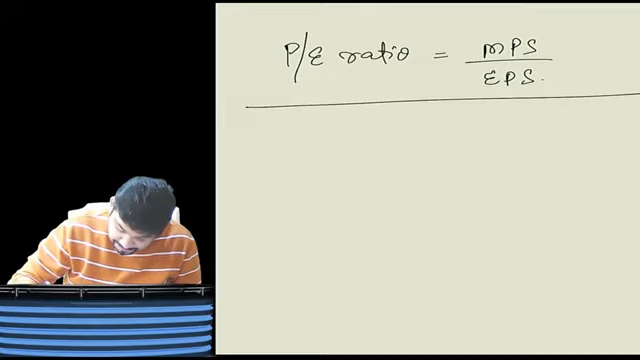 P/E ratio = MPS
EPS.